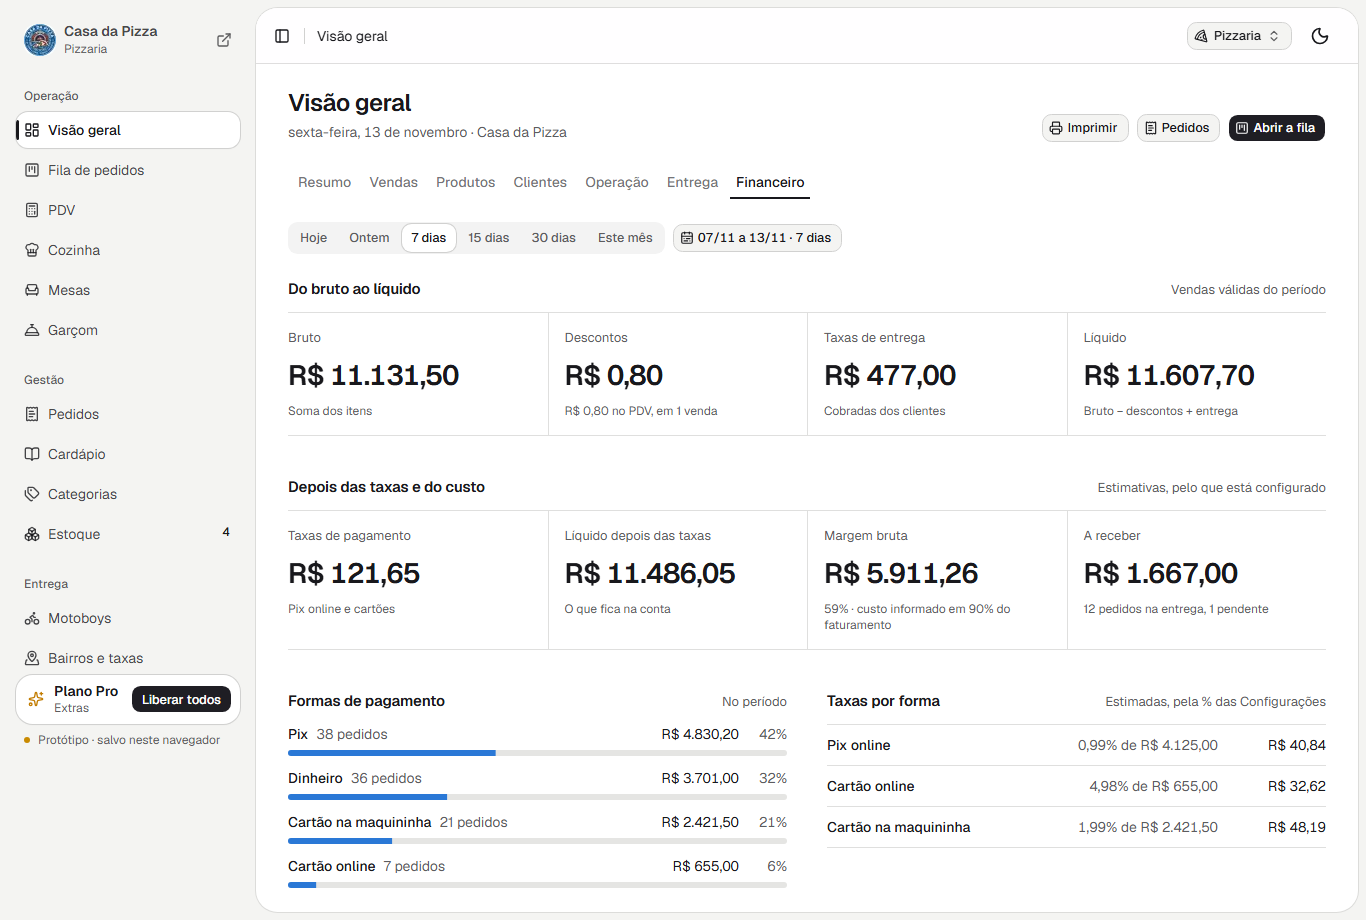 Casa da Pizza
Pizzaria
Operação
Visão geral
Fila de pedidos
PDV
Cozinha
Mesas
Garçom
Gestão
Pedidos
Cardápio
Categorias
Estoque 4
Entrega
Motoboys
Bairros e taxas
Plano Pro
Extras
Liberar todos
Protótipo · salvo neste navegador
Visão geral
Pizzaria
Visão geral
sexta-feira, 13 de novembro · Casa da Pizza
Imprimir Pedidos Abrir a fila
Resumo Vendas Produtos Clientes Operação Entrega Financeiro
Hoje Ontem 7 dias 15 dias 30 dias Este mês 07/11 a 13/11 · 7 dias
Do bruto ao líquido Vendas válidas do período
Bruto
R$ 11.131,50
Soma dos itens
Descontos
R$ 0,80
R$ 0,80 no PDV, em 1 venda
Taxas de entrega
R$ 477,00
Cobradas dos clientes
Líquido
R$ 11.607,70
Bruto − descontos + entrega
Depois das taxas e do custo Estimativas, pelo que está configurado
Taxas de pagamento
R$ 121,65
Pix online e cartões
Líquido depois das taxas
R$ 11.486,05
O que fica na conta
Margem bruta
R$ 5.911,26
59% · custo informado em 90% do
faturamento
A receber
R$ 1.667,00
12 pedidos na entrega, 1 pendente
Formas de pagamento No período
Pix 38 pedidos R$ 4.830,20 42%
Dinheiro 36 pedidos R$ 3.701,00 32%
Cartão na maquininha 21 pedidos R$ 2.421,50 21%
Cartão online 7 pedidos R$ 655,00 6%
Taxas por forma Estimadas, pela % das Configurações
Pix online 0,99% de R$ 4.125,00 R$ 40,84
Cartão online 4,98% de R$ 655,00 R$ 32,62
Cartão na maquininha 1,99% de R$ 2.421,50 R$ 48,19